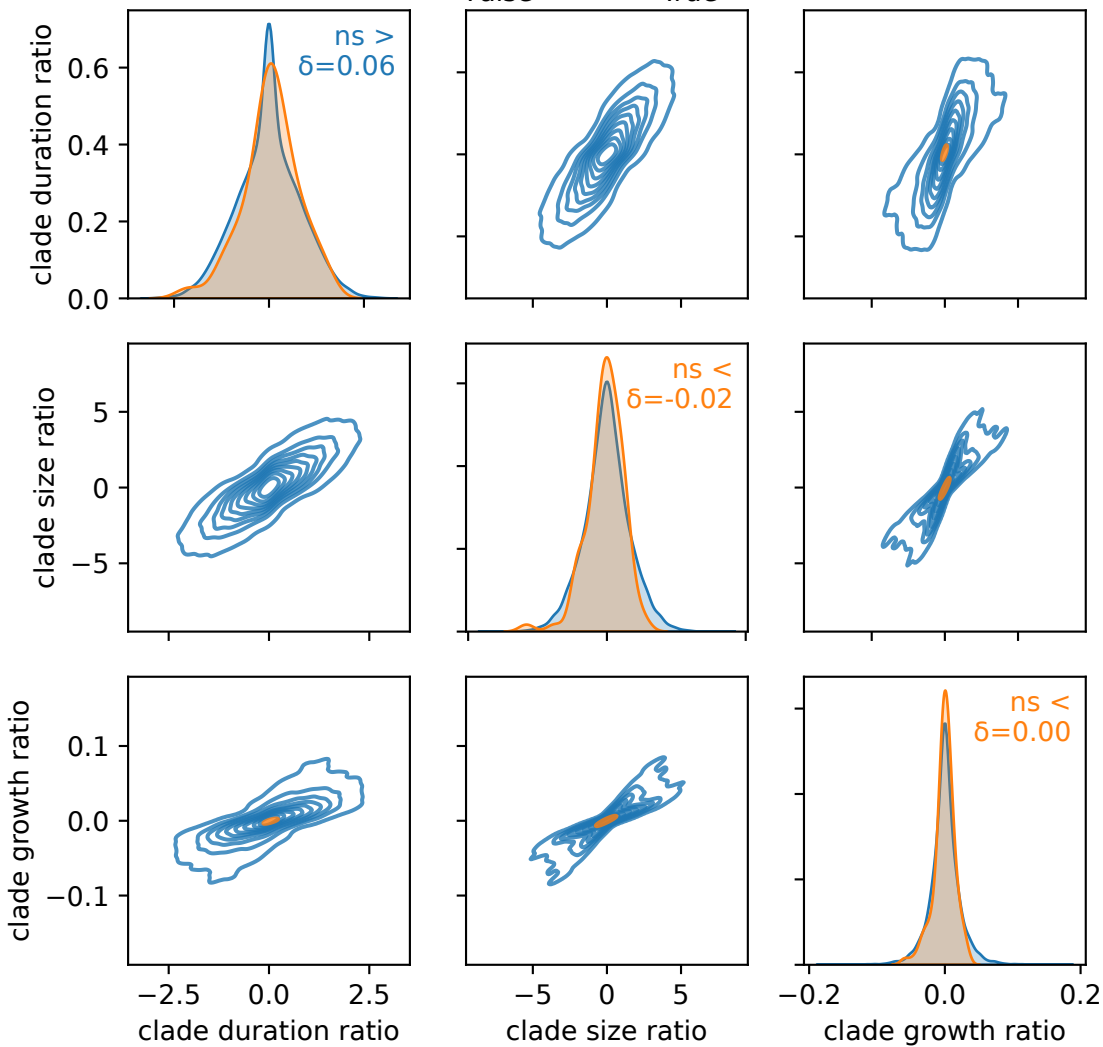 ns >
δ=0.06
clade duration ratio
0.6
0.4
0.2
0.0
ns <
δ=-0.02
clade size ratio
5
0
−5
ns <
δ=0.00
clade growth ratio
0.1
0.0
−0.1
−2.5 0.0 2.5
clade duration ratio
−5 0 5
clade size ratio
−0.2 0.0 0.2
clade growth ratio